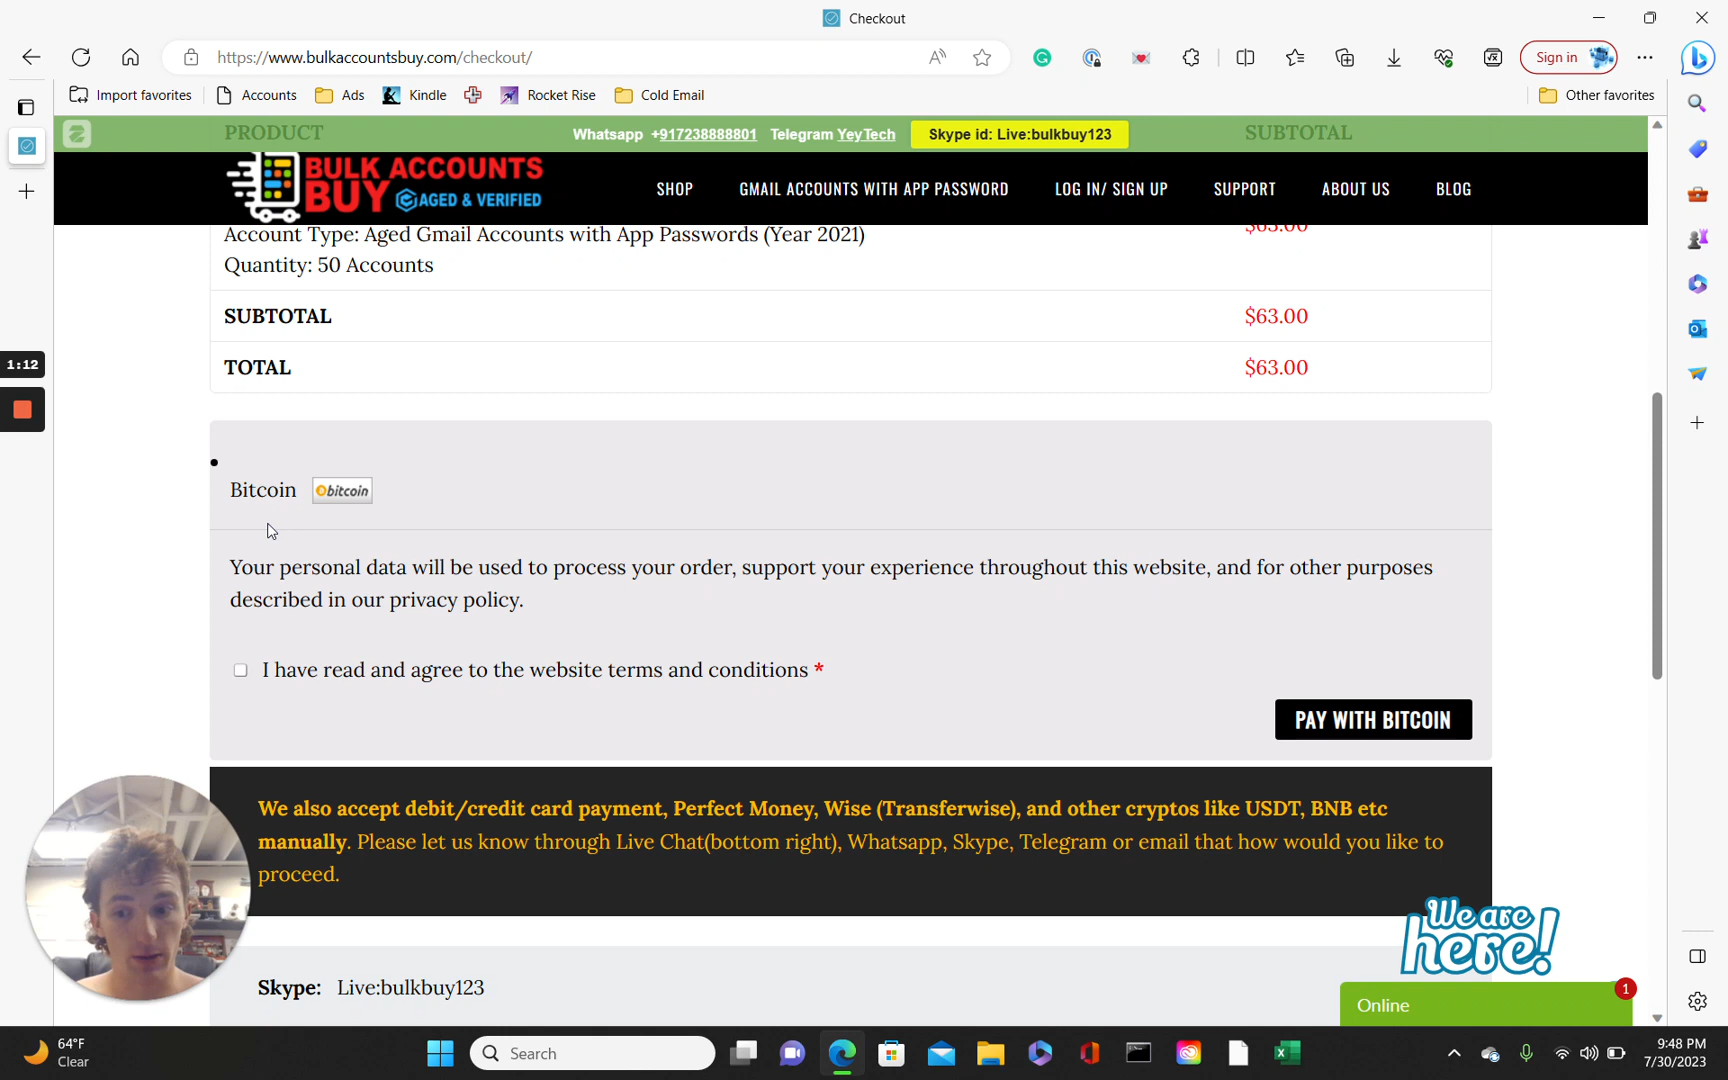 Checkout
https://www.bulkaccountsbuy.com/checkout/
Sign in
Import favorites
Accounts
Ads
Kindle
Rocket Rise
Cold Email
Other favorites
PRODUCT
Whatsapp +917238888801 Telegram YeyTech
Skype id: Live:bulkbuy123
SUBTOTAL
BULK ACCOUNTS
BUY AGED & VERIFIED
SHOP
GMAIL ACCOUNTS WITH APP PASSWORD
LOG IN/ SIGN UP
SUPPORT
ABOUT US
BLOG
Account Type: Aged Gmail Accounts with App Passwords (Year 2021)
$63.00
Quantity: 50 Accounts
SUBTOTAL
$63.00
1:12
TOTAL
$63.00
Bitcoin
bitcoin
Your personal data will be used to process your order, support your experience throughout this website, and for other purposes
described in our privacy policy.
I have read and agree to the website terms and conditions *
PAY WITH BITCOIN
We also accept debit/credit card payment, Perfect Money, Wise (Transferwise), and other cryptos like USDT, BNB etc
manually. Please let us know through Live Chat(bottom right), Whatsapp, Skype, Telegram or email that how would you like to
proceed.
We are
here!
Skype: Live:bulkbuy123
Online
1
64°F
Clear
Search
9:48 PM
7/30/2023